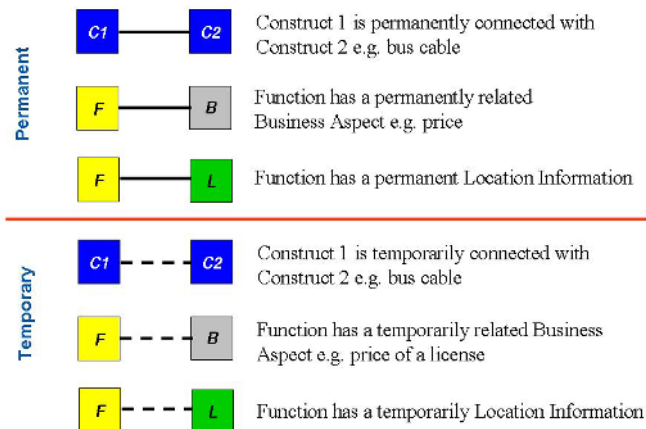 Permanent
C1 C2 Construct 1 is permanently connected with
Construct 2 e.g. bus cable
F B Function has a permanently related
Business Aspect e.g. price
F L Function has a permanent Location Information
Temporary
C1 C2 Construct 1 is temporarily connected with
Construct 2 e.g. bus cable
F B Function has a temporarily related Business
Aspect e.g. price of a license
F L Function has a temporarily Location Information